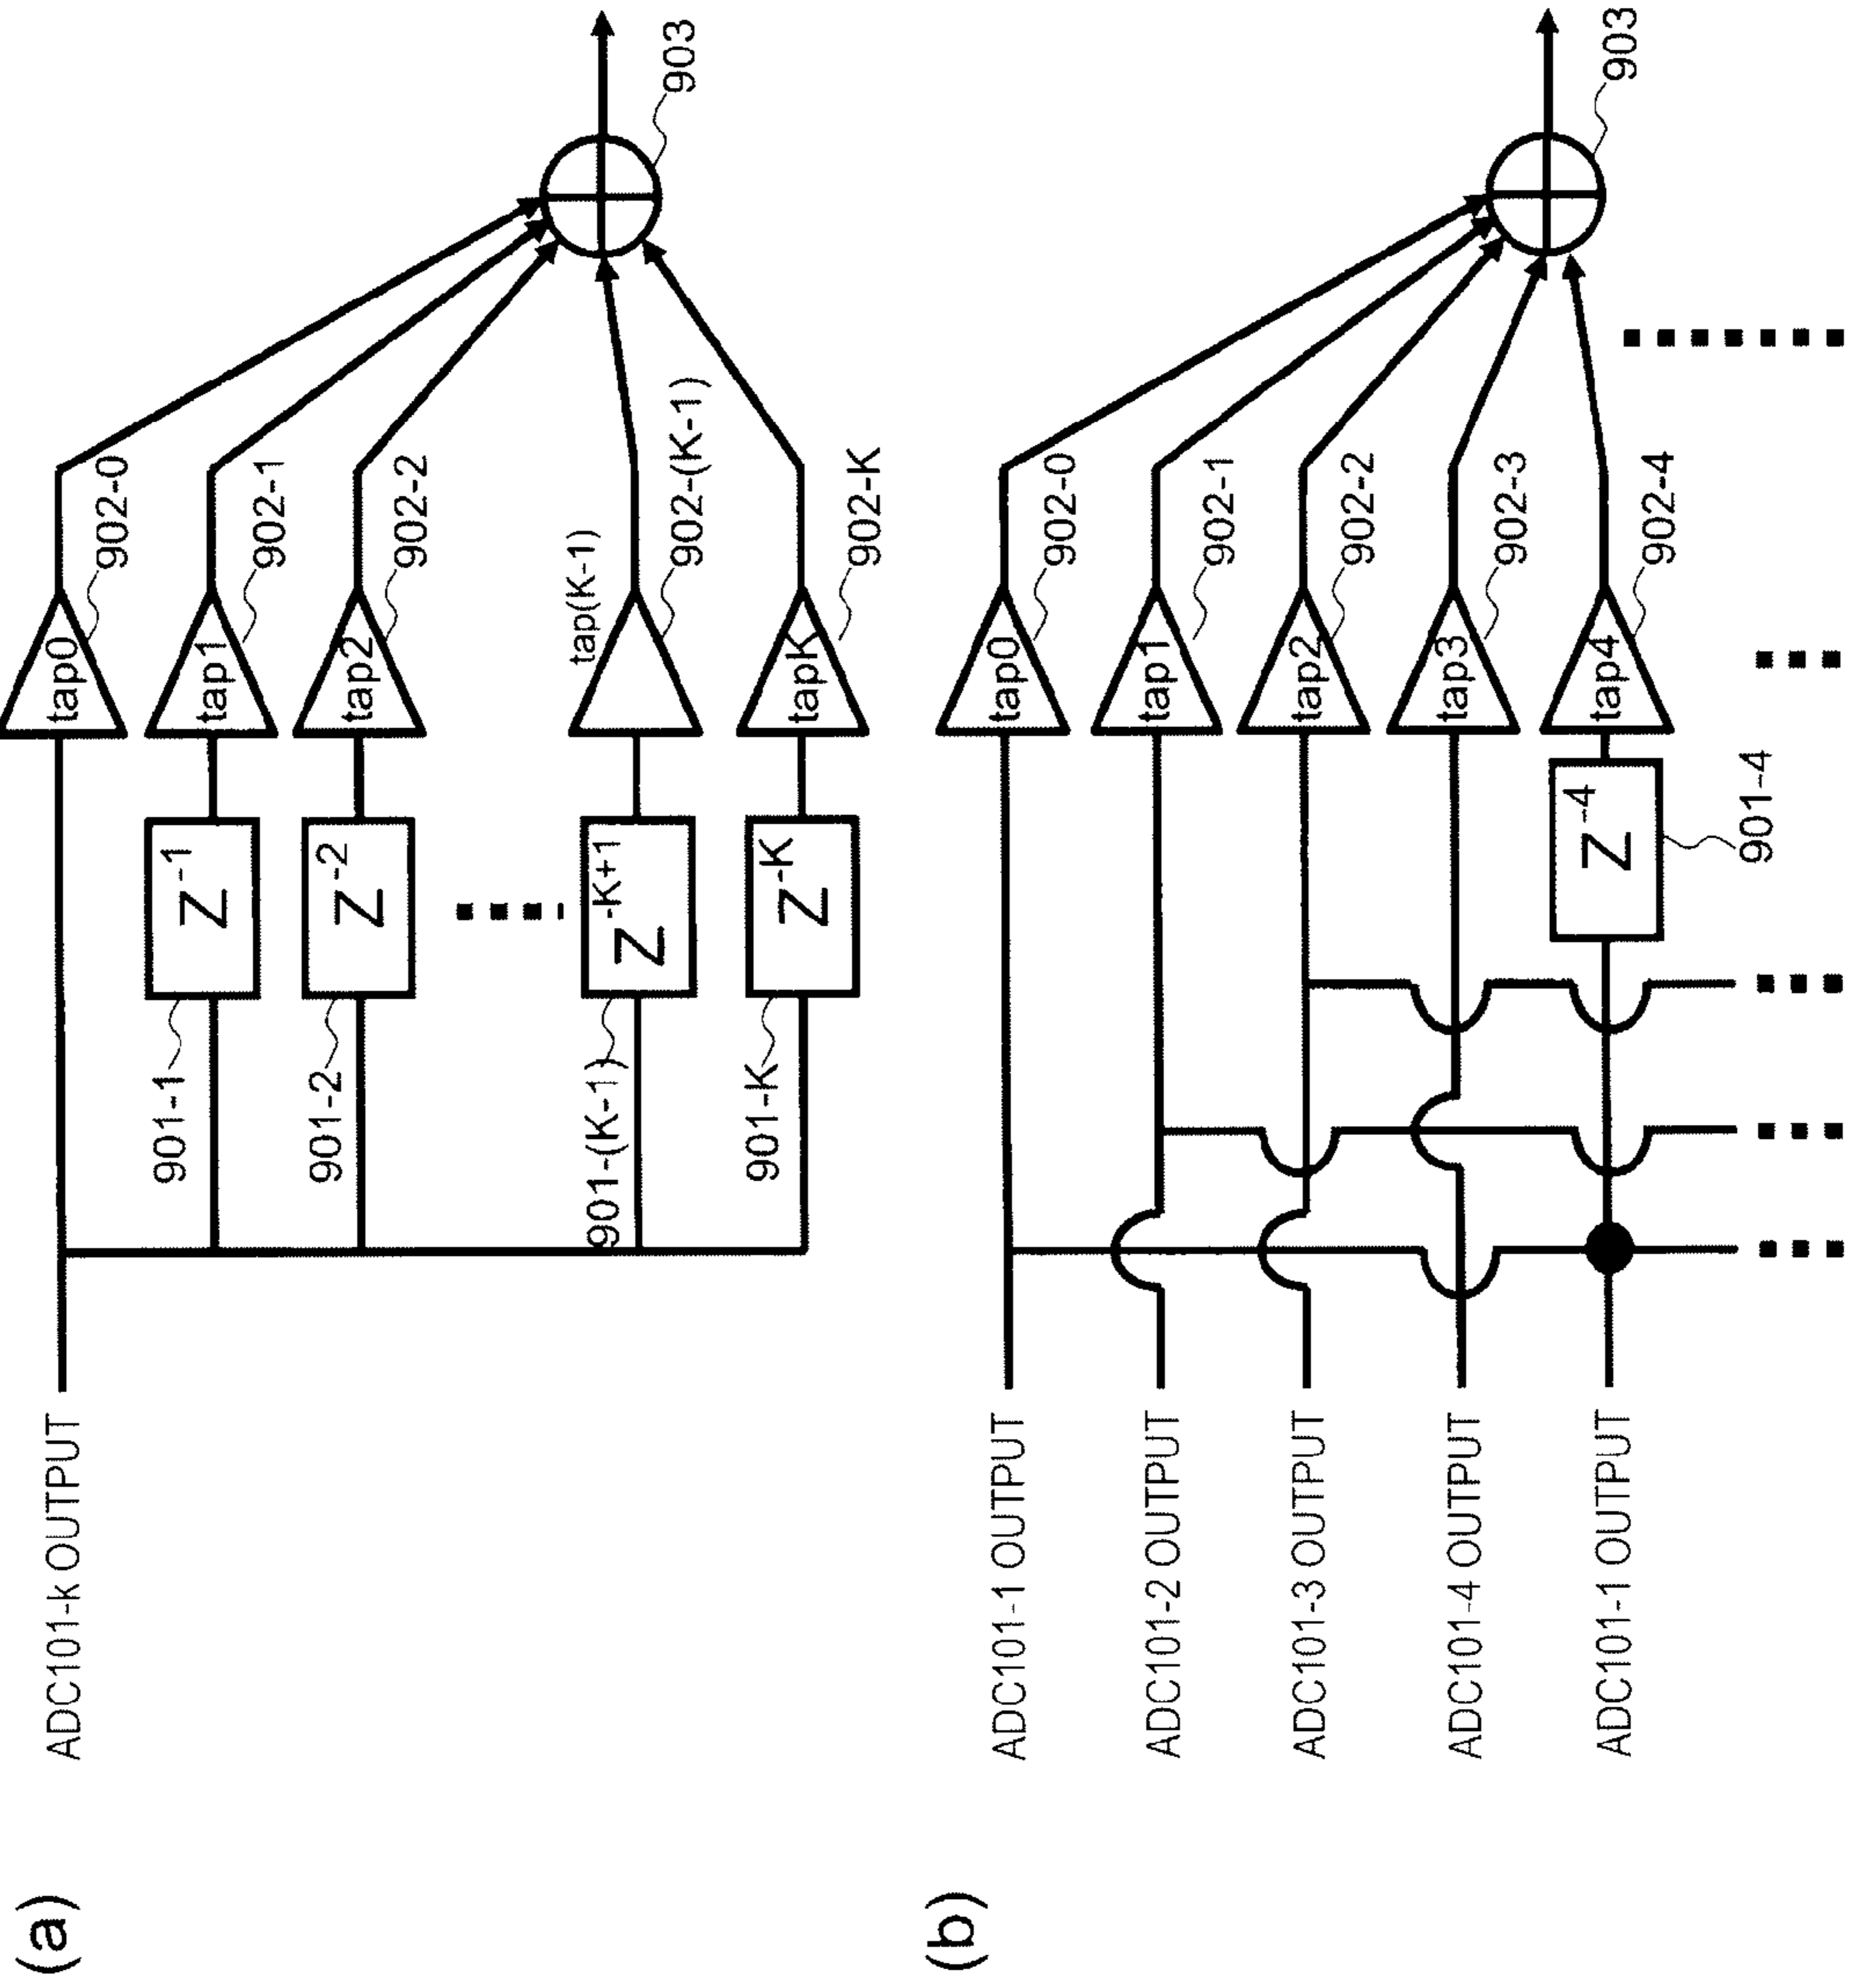 (a)
ADC101-k OUTPUT
tap0
902-0
901-1
Z-1
tap1
902-1
901-2
Z-2
tap2
902-2
901-(K-1)
Z-K+1
tap(K-1)
902-(K-1)
901-K
Z-K
tapK
902-K
903
(b)
ADC101-1 OUTPUT
tap0
902-0
ADC101-2 OUTPUT
tap1
902-1
ADC101-3 OUTPUT
tap2
902-2
ADC101-4 OUTPUT
tap3
902-3
ADC101-1 OUTPUT
Z-4
901-4
tap4
902-4
903